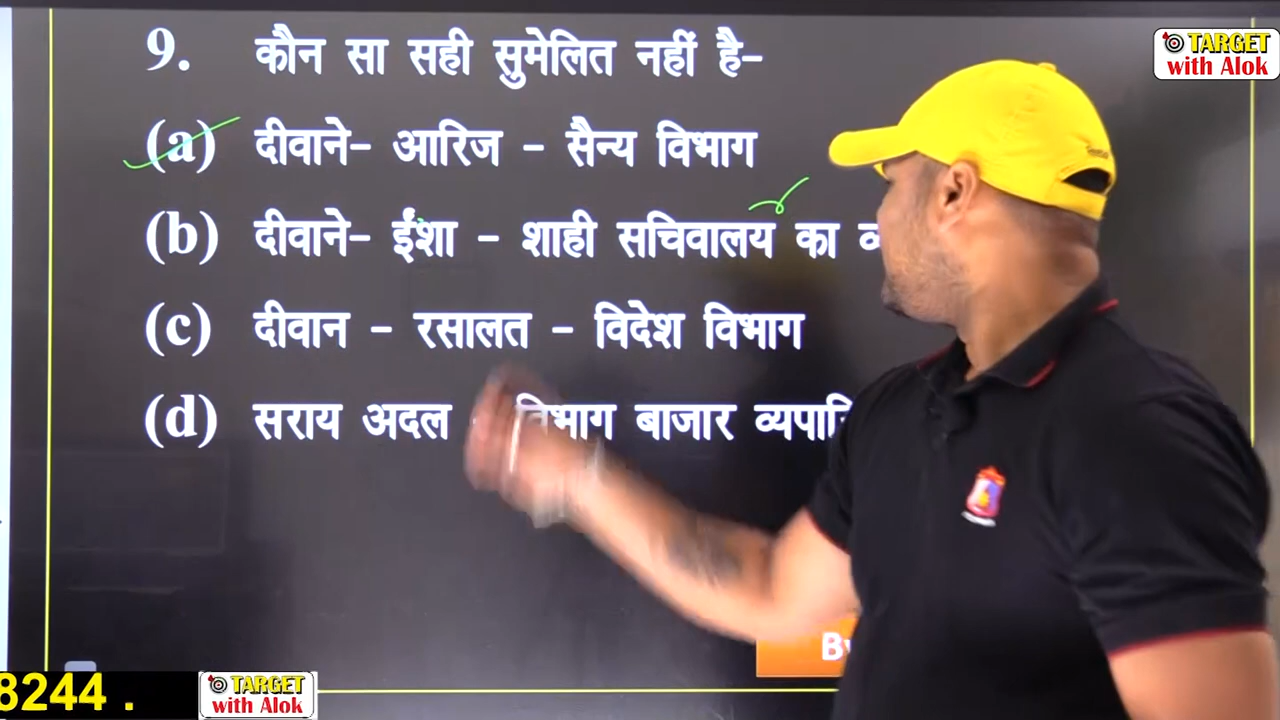 9. कौन सा सही सुमेलित नहीं है-
TARGET
with Alok
(a) दीवाने- आरिज - सैन्य विभाग
(b) दीवाने- ईंशा - शाही सचिवालय का
(c) दीवान - रसालत - विदेश विभाग
(d) सराय अदल विभाग बाजार
8244 .
TARGET
with Alok